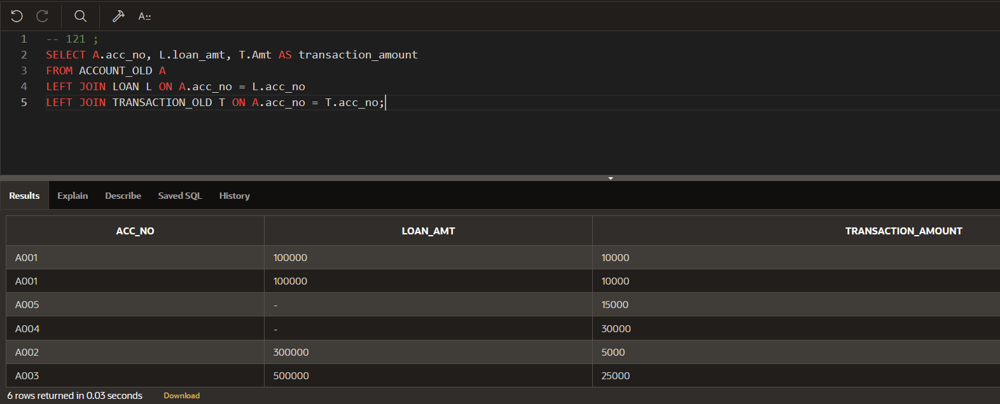 A::
1 -- 121 ;
2 SELECT A.acc_no, L.loan_amt, T.Amt AS transaction_amount
3 FROM ACCOUNT_OLD A
4 LEFT JOIN LOAN L ON A.acc_no = L.acc_no
5 LEFT JOIN TRANSACTION_OLD T ON A.acc_no = T.acc_no;
Results Explain Describe Saved SQL History
ACC_NO LOAN_AMT TRANSACTION_AMOUNT
A001 100000 10000
A001 100000 10000
A005 - 15000
A004 - 30000
A002 300000 5000
A003 500000 25000
6 rows returned in 0.03 seconds Download